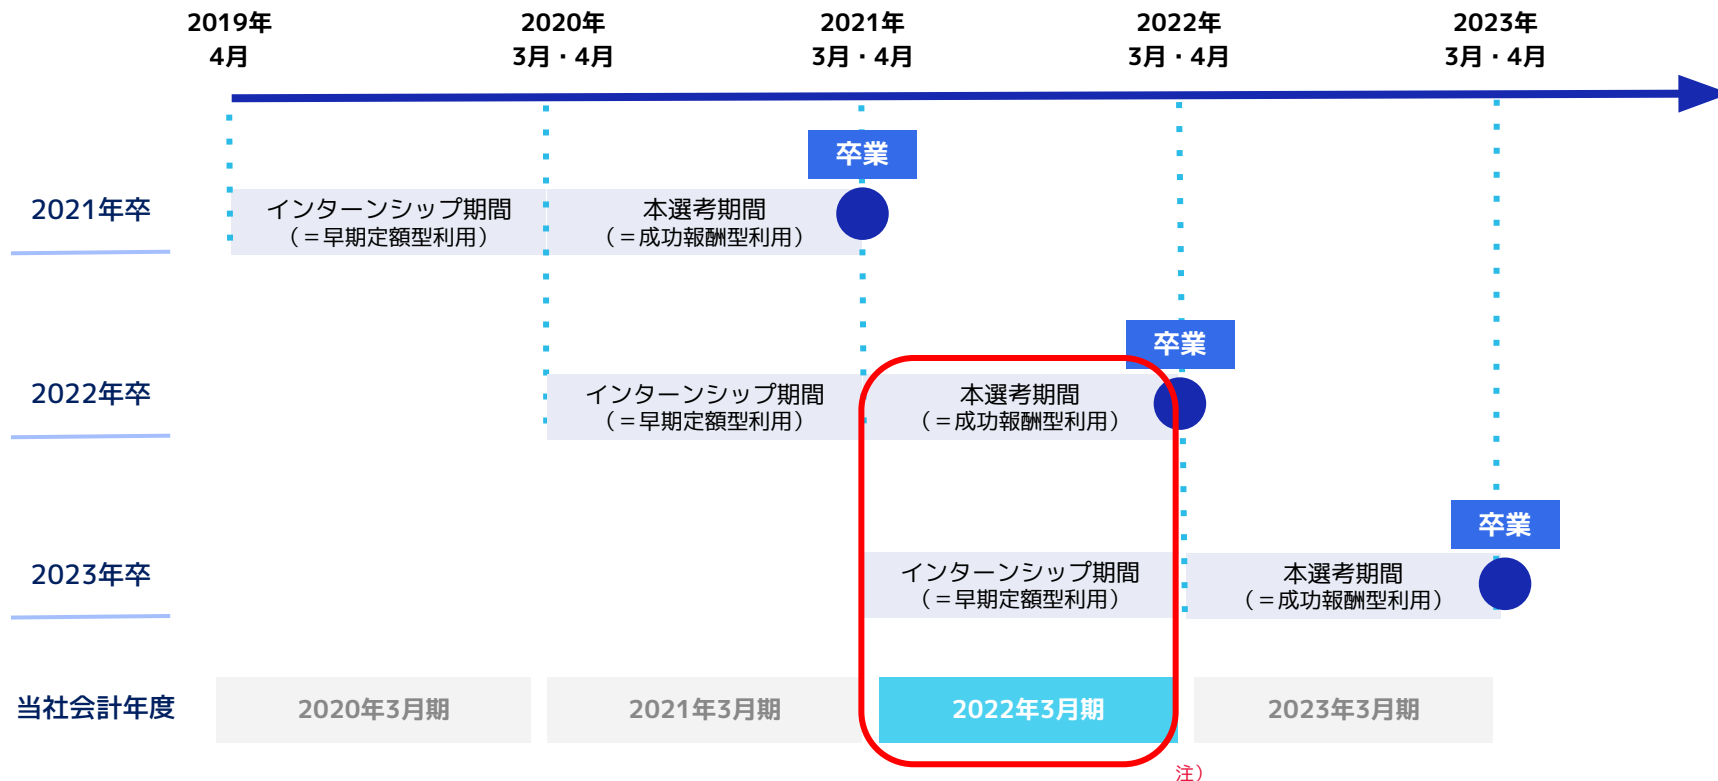 2019年
4月
2020年
3月・4月
2021年
3月・4月
2022年
3月・4月
2023年
3月・4月
卒業
2021年卒
インターンシップ期間
（＝早期定額型利用）
本選考期間
（＝成功報酬型利用）
卒業
2022年卒
インターンシップ期間
（＝早期定額型利用）
本選考期間
（＝成功報酬型利用）
卒業
2023年卒
インターンシップ期間
（＝早期定額型利用）
本選考期間
（＝成功報酬型利用）
当社会計年度
2020年3月期
2021年3月期
2022年3月期
2023年3月期
注）